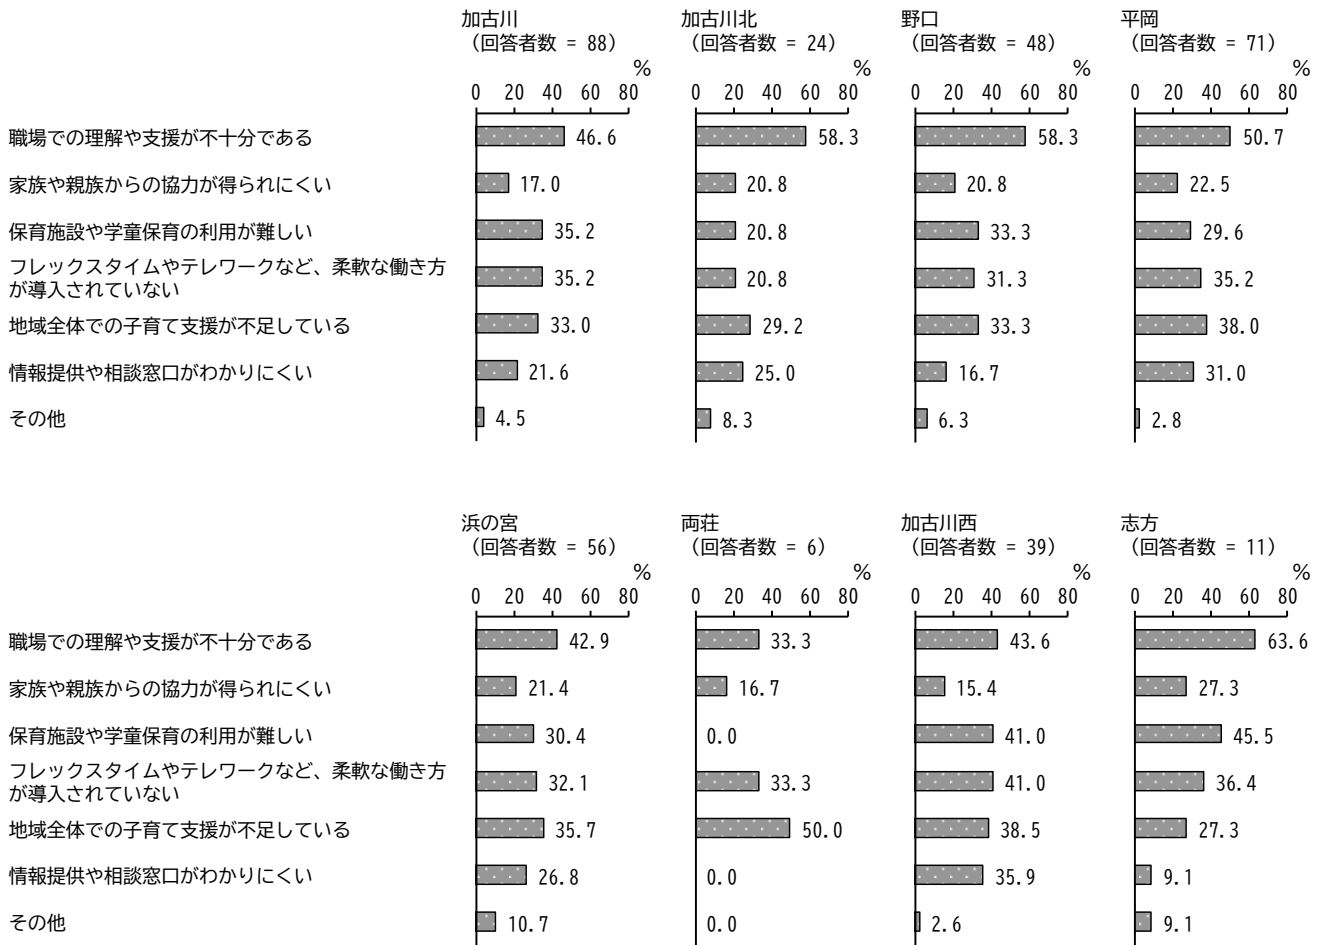 加古川 加古川北 野口 平岡
（回答者数 = 88） （回答者数 = 24） （回答者数 = 48） （回答者数 = 71）
% % % %
0 20 40 60 80 0 20 40 60 80 0 20 40 60 80 0 20 40 60 80
職場での理解や支援が不十分である 46.6 58.3 58.3 50.7
家族や親族からの協力が得られにくい 17.0 20.8 20.8 22.5
保育施設や学童保育の利用が難しい 35.2 20.8 33.3 29.6
フレックスタイムやテレワークなど、柔軟な働き方
が導入されていない 35.2 20.8 31.3 35.2
地域全体での子育て支援が不足している 33.0 29.2 33.3 38.0
情報提供や相談窓口がわかりにくい 21.6 25.0 16.7 31.0
その他 4.5 8.3 6.3 2.8
浜の宮 両荘 加古川西 志方
（回答者数 = 56） （回答者数 = 6） （回答者数 = 39） （回答者数 = 11）
% % % %
0 20 40 60 80 0 20 40 60 80 0 20 40 60 80 0 20 40 60 80
職場での理解や支援が不十分である 42.9 33.3 43.6 63.6
家族や親族からの協力が得られにくい 21.4 16.7 15.4 27.3
保育施設や学童保育の利用が難しい 30.4 0.0 41.0 45.5
フレックスタイムやテレワークなど、柔軟な働き方
が導入されていない 32.1 33.3 41.0 36.4
地域全体での子育て支援が不足している 35.7 50.0 38.5 27.3
情報提供や相談窓口がわかりにくい 26.8 0.0 35.9 9.1
その他 10.7 0.0 2.6 9.1